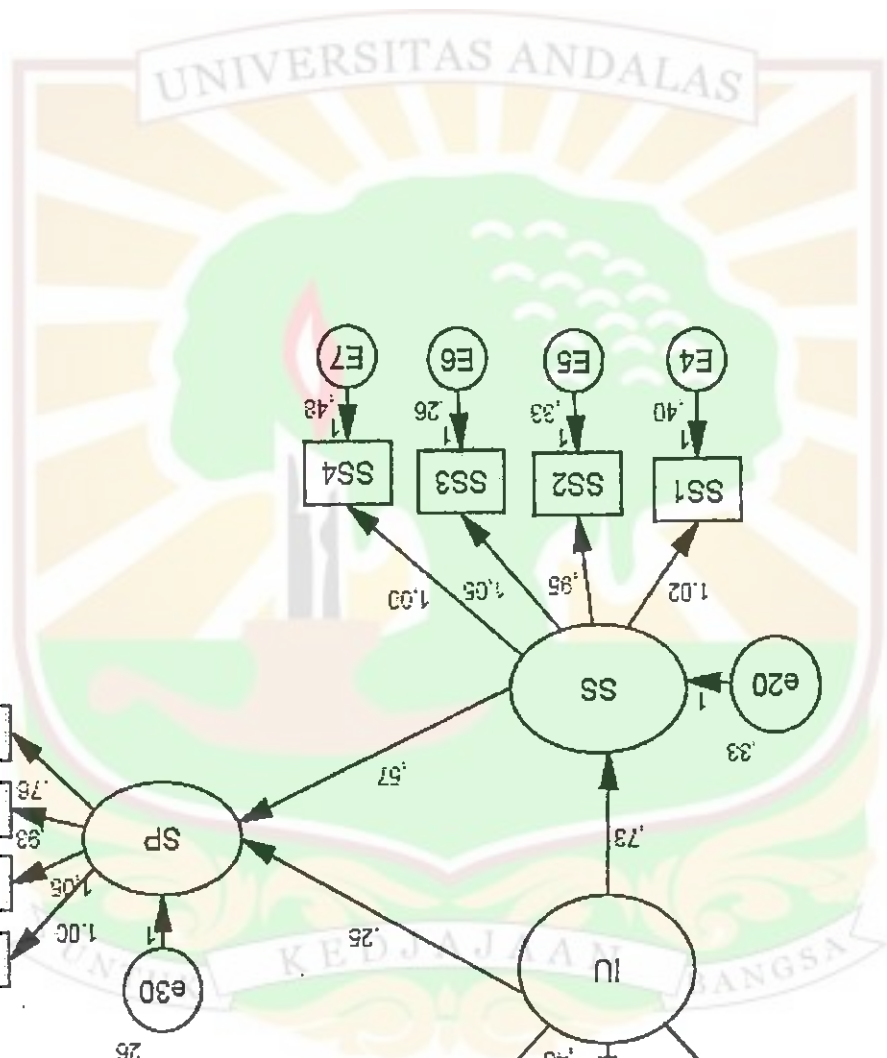 UNIVERSITAS ANDALAS
UNTUK KEDJAJAAN BANGSA
,26
IU
e30
1
,25
1.00
1,05
,73
,93
SP
,76
,57
,33
e20
1
SS
1.02
,95
1,05
1.00
SS1
SS2
SS3
SS4
1
1
1
1
,40
,33
,26
,48
E4
E5
E6
E7